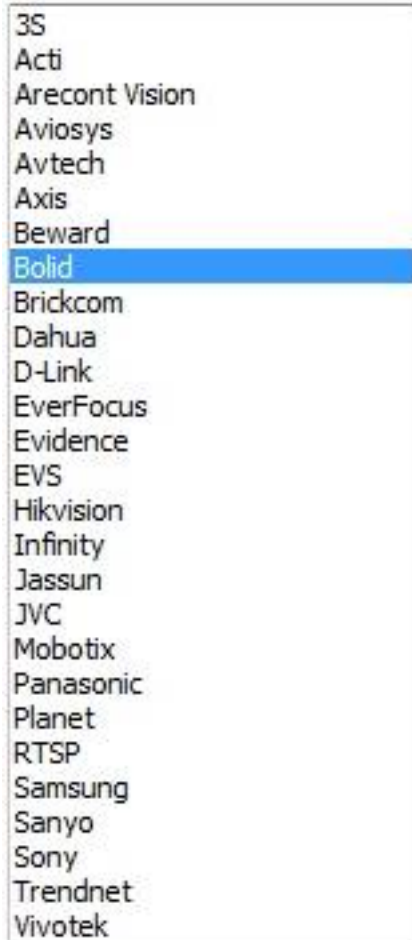 3S
Acti
Arecont Vision
Aviosys
Avtech
Axis
Beward
Bolid
Brickcom
Dahua
D-Link
EverFocus
Evidence
EVS
Hikvision
Infinity
Jassun
JVC
Mobotix
Panasonic
Planet
RTSP
Samsung
Sanyo
Sony
Trendnet
Vivotek